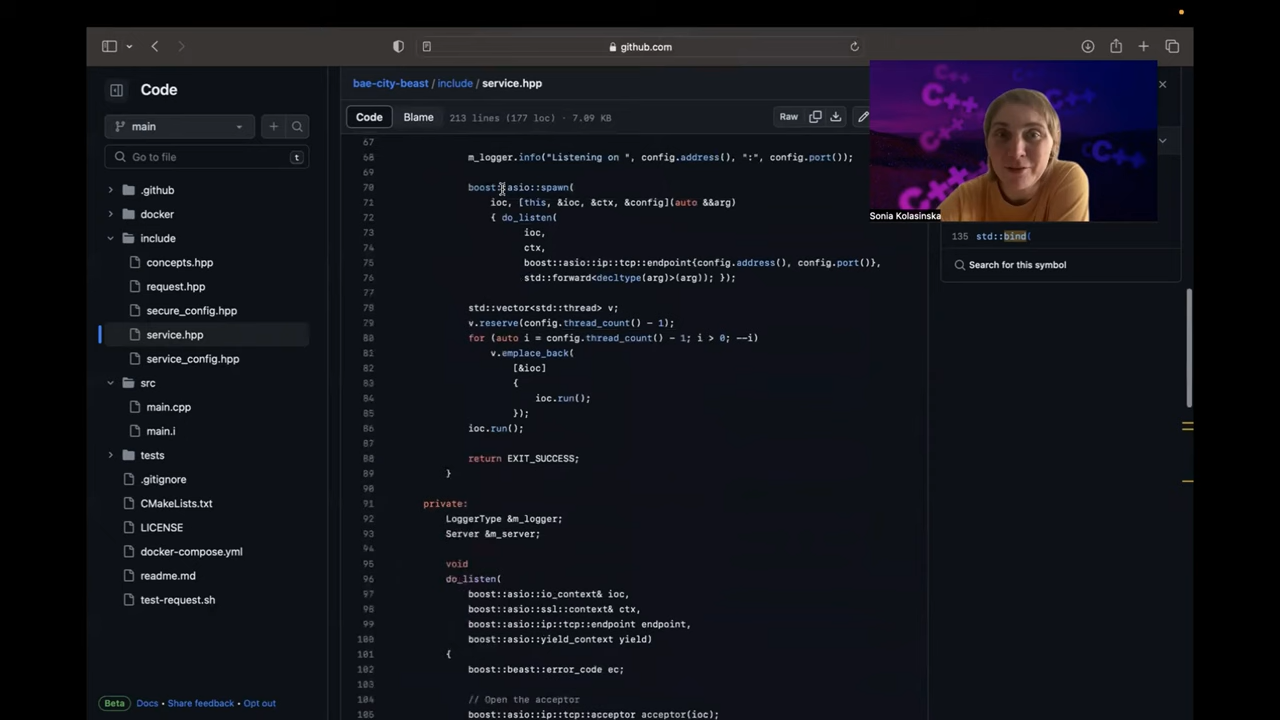 github.com
Code
main
Go to file
t
.github
docker
include
concepts.hpp
request.hpp
secure_config.hpp
service.hpp
service_config.hpp
src
main.cpp
main.i
tests
.gitignore
CMakeLists.txt
LICENSE
docker-compose.yml
readme.md
test-request.sh
Beta Docs Share feedback Opt out
bae-city-beast / include / service.hpp
Code Blame 213 lines (177 loc) · 7.09 KB Raw
67
68 m_logger.info("Listening on ", config.address(), ":", config.port());
69
70 boost::asio::spawn(
71 ioc, [this, &ioc, &ctx, &config](auto &&arg)
72 { do_listen(
73 ioc,
74 ctx,
75 boost::asio::ip::tcp::endpoint{config.address(), config.port()},
76 std::forward<decltype(arg)>(arg)); });
77
78 std::vector<std::thread> v;
79 v.reserve(config.thread_count() - 1);
80 for (auto i = config.thread_count() - 1; i > 0; --i)
81 v.emplace_back(
82 [&ioc]
83 {
84 ioc.run();
85 });
86 ioc.run();
87
88 return EXIT_SUCCESS;
89 }
90
91 private:
92 LoggerType &m_logger;
93 Server &m_server;
94
95 void
96 do_listen(
97 boost::asio::io_context& ioc,
98 boost::asio::ssl::context& ctx,
99 boost::asio::ip::tcp::endpoint endpoint,
100 boost::asio::yield_context yield)
101 {
102 boost::beast::error_code ec;
103
104 // Open the acceptor
105 boost::asio::ip::tcp::acceptor acceptor(ioc);
C++
C++
C++
C++
Sonia Kolasinska
135 std::bind(
Search for this symbol